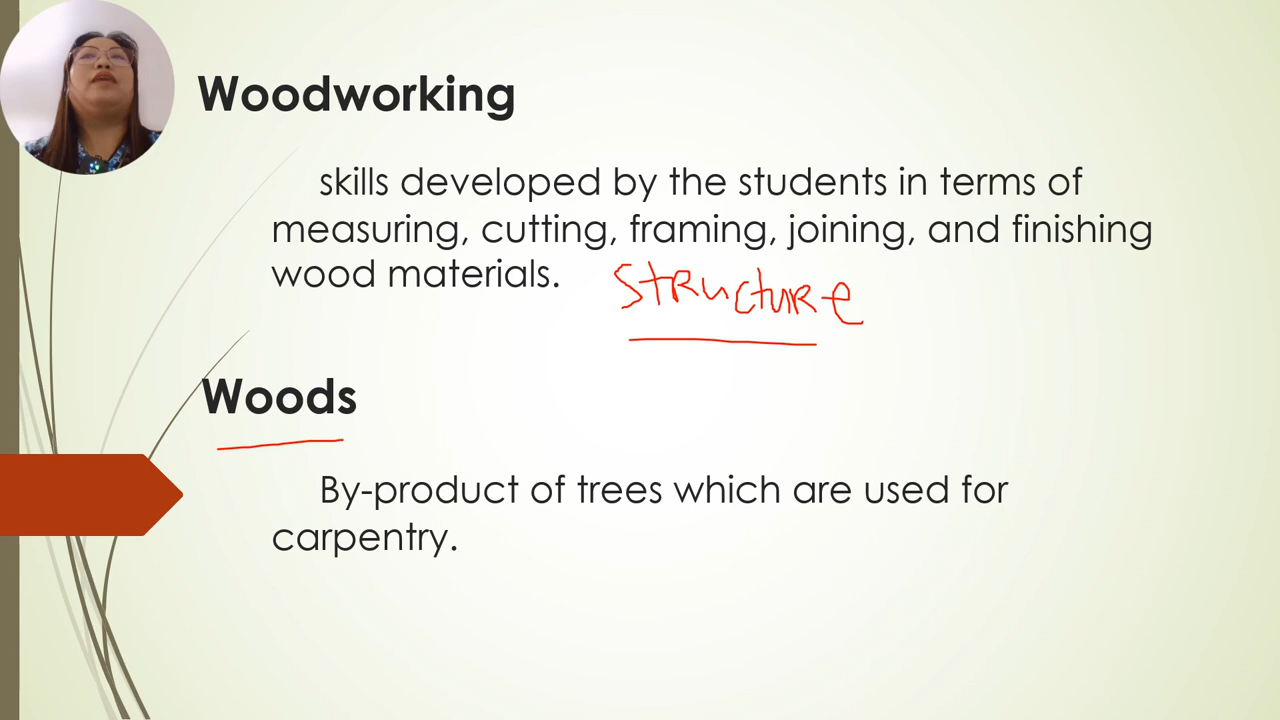 Woodworking
skills developed by the students in terms of
measuring, cutting, framing, joining, and finishing
wood materials.
structure
Woods
By-product of trees which are used for
carpentry.